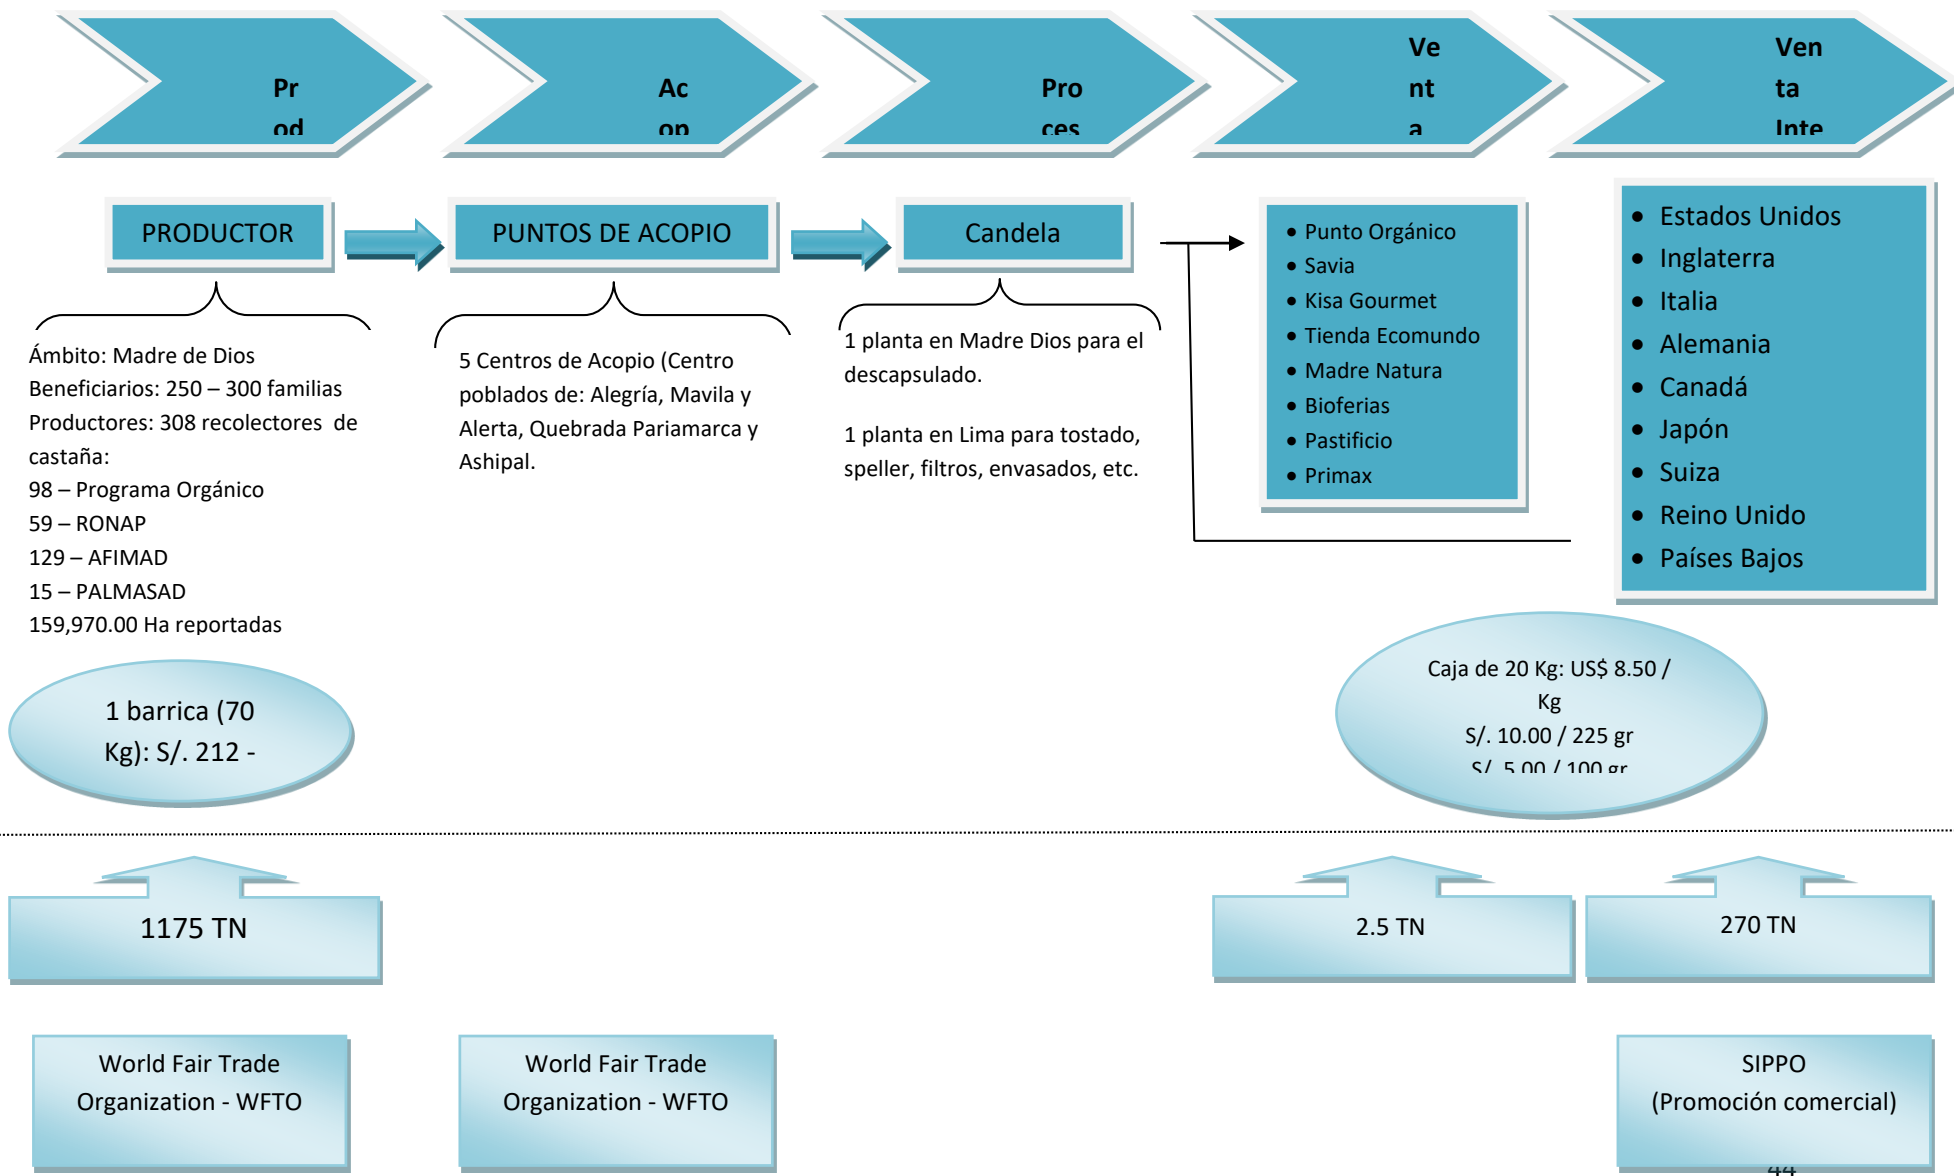 Pr
od
Ac
op
Pro
ces
Ve
nt
a
Ven
ta
Inte
PRODUCTOR
PUNTOS DE ACOPIO
Candela
Ámbito: Madre de Dios
Beneficiarios: 250 – 300 familias
Productores: 308 recolectores de
castaña:
98 – Programa Orgánico
59 – RONAP
129 – AFIMAD
15 – PALMASAD
159,970.00 Ha reportadas
5 Centros de Acopio (Centro
poblados de: Alegría, Mavila y
Alerta, Quebrada Pariamarca y
Ashipal.
1 planta en Madre Dios para el
descapsulado.
1 planta en Lima para tostado,
speller, filtros, envasados, etc.
• Punto Orgánico
• Savia
• Kisa Gourmet
• Tienda Ecomundo
• Madre Natura
• Bioferias
• Pastificio
• Primax
• Estados Unidos
• Inglaterra
• Italia
• Alemania
• Canadá
• Japón
• Suiza
• Reino Unido
• Países Bajos
1 barrica (70
Kg): S/. 212 -
Caja de 20 Kg: US$ 8.50 /
Kg
S/. 10.00 / 225 gr
S/. 5.00 / 100 gr
1175 TN
2.5 TN
270 TN
World Fair Trade
Organization - WFTO
World Fair Trade
Organization - WFTO
SIPPO
(Promoción comercial)
44